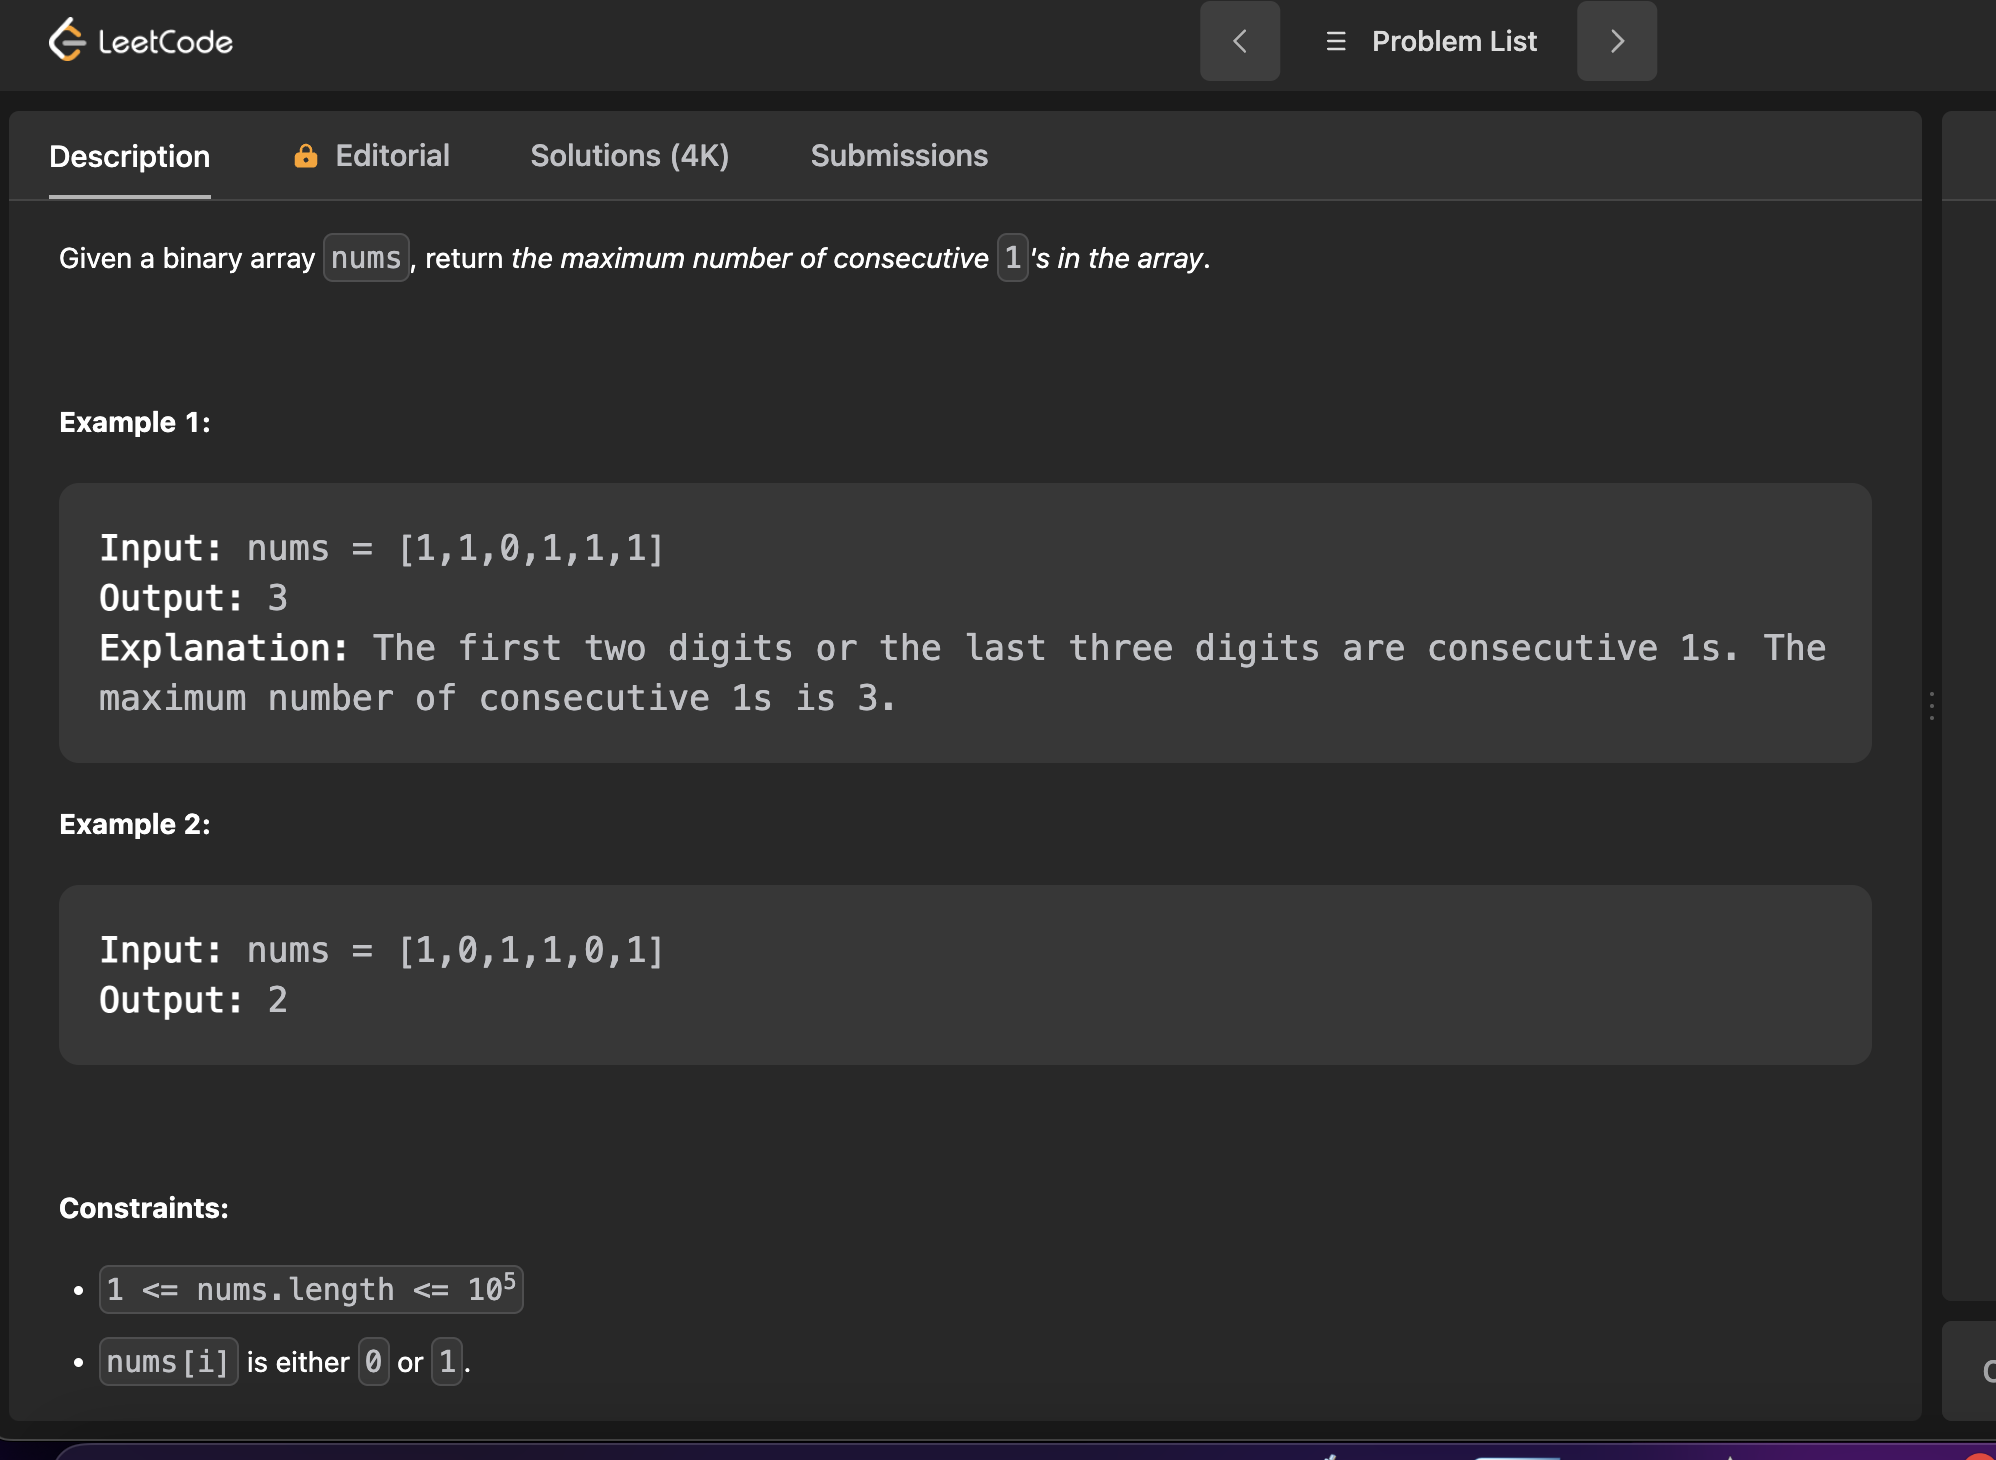 LeetCode
Problem List
Description Editorial Solutions (4K) Submissions
Given a binary array nums, return the maximum number of consecutive 1's in the array.
Example 1:
Input: nums = [1,1,0,1,1,1]
Output: 3
Explanation: The first two digits or the last three digits are consecutive 1s. The
maximum number of consecutive 1s is 3.
Example 2:
Input: nums = [1,0,1,1,0,1]
Output: 2
Constraints:
• 1 <= nums.length <= 10⁵
• nums[i] is either 0 or 1.